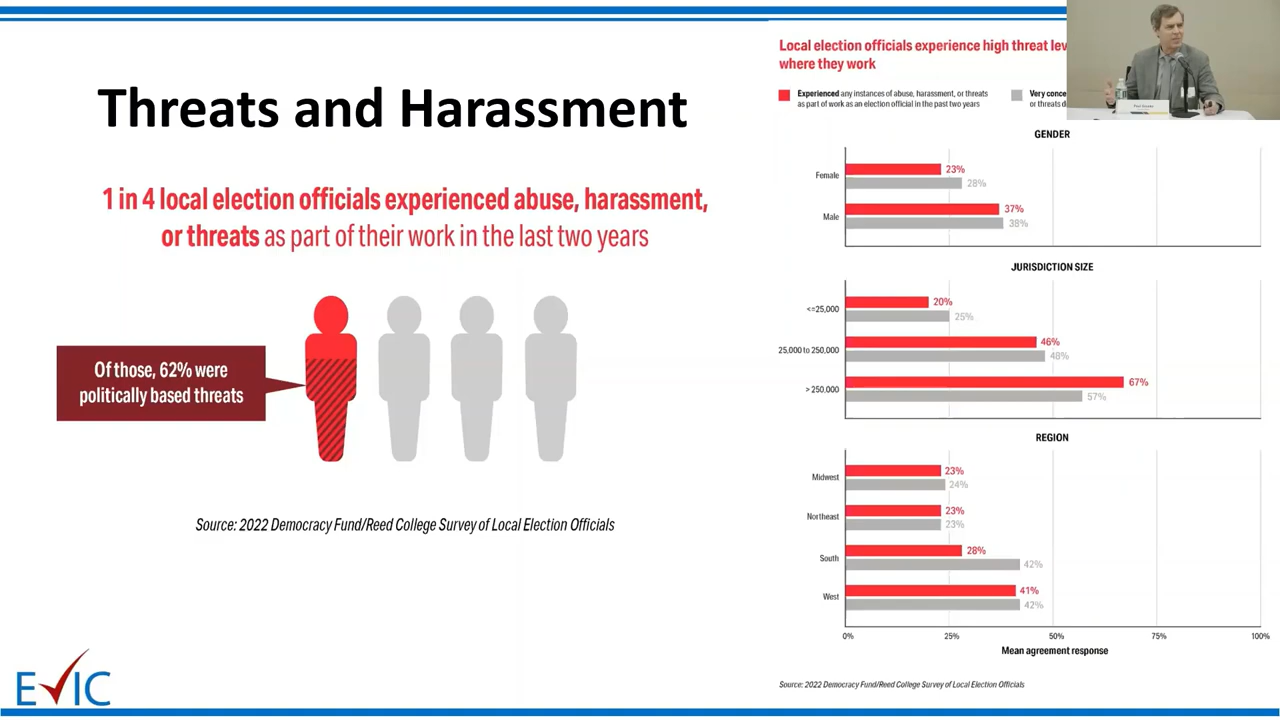 Threats and Harassment
1 in 4 local election officials experienced abuse, harassment,
or threats as part of their work in the last two years
Of those, 62% were
politically based threats
Source: 2022 Democracy Fund/Reed College Survey of Local Election Officials
EVIC
Local election officials experience high threat
where they work
Experienced any instances of abuse, harassment, or threats
as part of work as an election official in the past two years
Very
or threats
GENDER
Female
23%
28%
Male
37%
38%
JURISDICTION SIZE
<=25,000
20%
25%
25,000 to 250,000
46%
48%
> 250,000
67%
57%
REGION
Midwest
23%
24%
Northeast
23%
23%
South
28%
42%
West
41%
42%
0%
25%
50%
75%
100%
Mean agreement response
Source: 2022 Democracy Fund/Reed College Survey of Local Election Officials